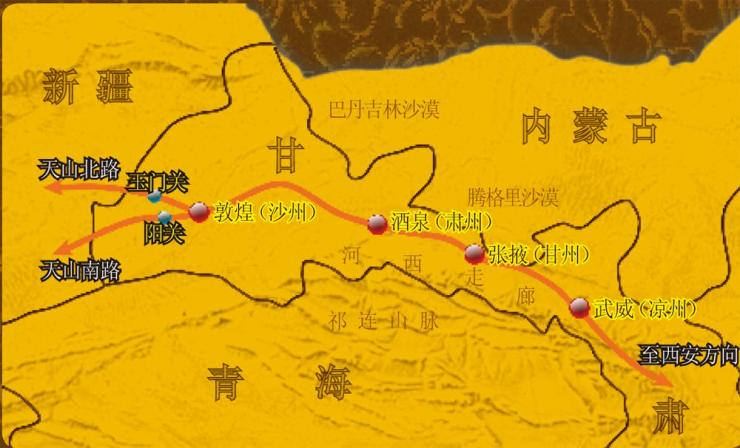 新疆
巴丹吉林沙漠
内蒙古
甘
天山北路
玉门关
腾格里沙漠
敦煌（沙州）
酒泉（肃州）
阳关
张掖（甘州）
天山南路
河西走廊
武威（凉州）
祁连山脉
至西安方向
青海
肃